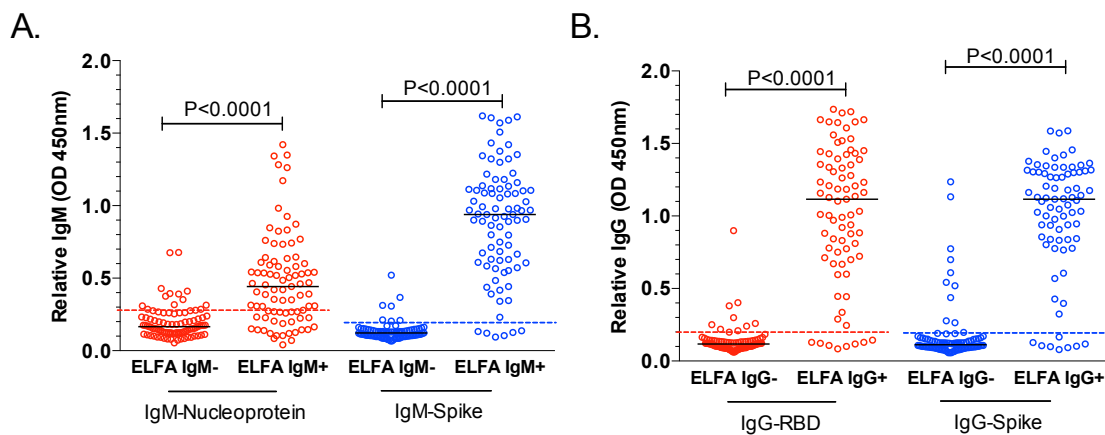 A.
Relative IgM (OD 450nm)
2.0
1.5
1.0
0.5
0.0
P<0.0001
P<0.0001
ELFA IgM- ELFA IgM+ ELFA IgM- ELFA IgM+
IgM-Nucleoprotein IgM-Spike
B.
Relative IgG (OD 450nm)
2.0
1.5
1.0
0.5
0.0
P<0.0001
P<0.0001
ELFA IgG- ELFA IgG+ ELFA IgG- ELFA IgG+
IgG-RBD IgG-Spike